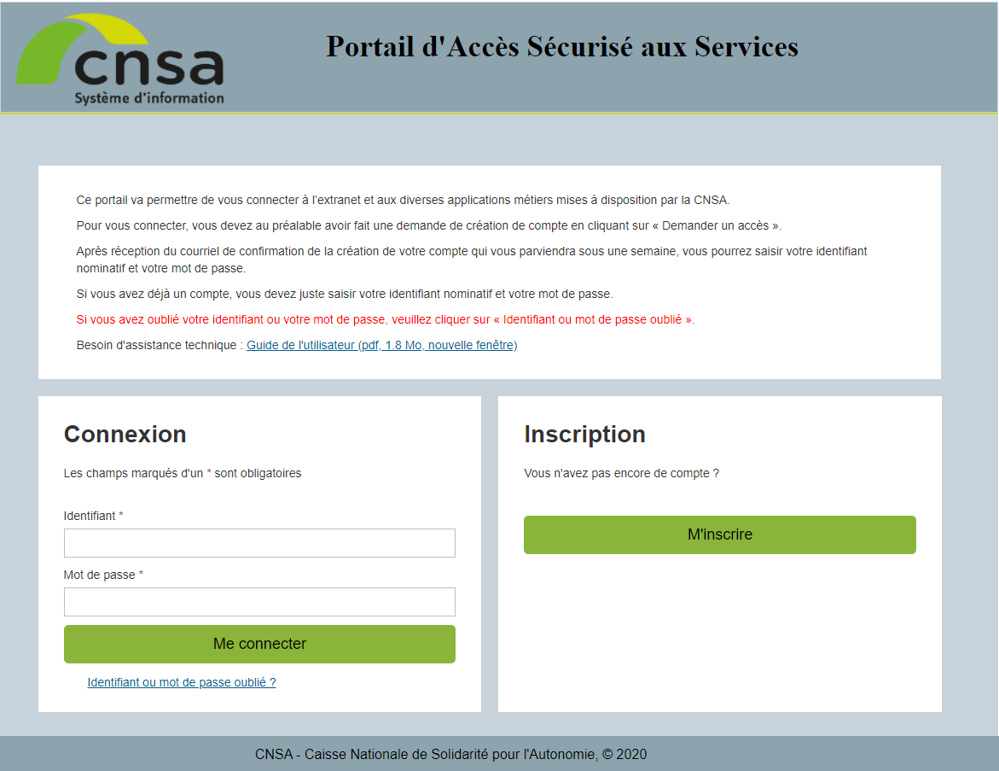 cnsa
Système d'information
Portail d'Accès Sécurisé aux Services
Ce portail va permettre de vous connecter à l'extranet et aux diverses applications métiers mises à disposition par la CNSA.
Pour vous connecter, vous devez au préalable avoir fait une demande de création de compte en cliquant sur « Demander un accès ».
Après réception du courriel de confirmation de la création de votre compte qui vous parviendra sous une semaine, vous pourrez saisir votre identifiant
nominatif et votre mot de passe.
Si vous avez déjà un compte, vous devez juste saisir votre identifiant nominatif et votre mot de passe.
Si vous avez oublié votre identifiant ou votre mot de passe, veuillez cliquer sur « Identifiant ou mot de passe oublié ».
Besoin d'assistance technique : Guide de l'utilisateur (pdf, 1.8 Mo, nouvelle fenêtre)
Connexion
Les champs marqués d'un * sont obligatoires
Identifiant *
Mot de passe *
Me connecter
Identifiant ou mot de passe oublié ?
Inscription
Vous n'avez pas encore de compte ?
M'inscrire
CNSA - Caisse Nationale de Solidarité pour l'Autonomie, © 2020